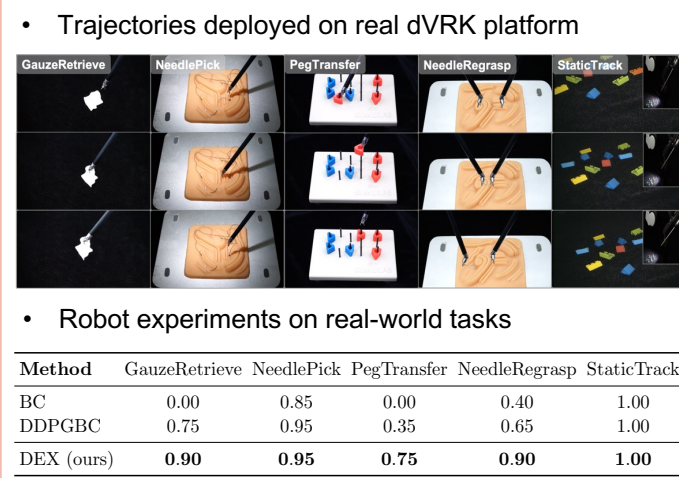 • Trajectories deployed on real dVRK platform
GauzeRetrieve NeedlePick PegTransfer NeedleRegrasp StaticTrack
• Robot experiments on real-world tasks
Method GauzeRetrieve NeedlePick PegTransfer NeedleRegrasp StaticTrack
BC 0.00 0.85 0.00 0.40 1.00
DDPGBC 0.75 0.95 0.35 0.65 1.00
DEX (ours) 0.90 0.95 0.75 0.90 1.00